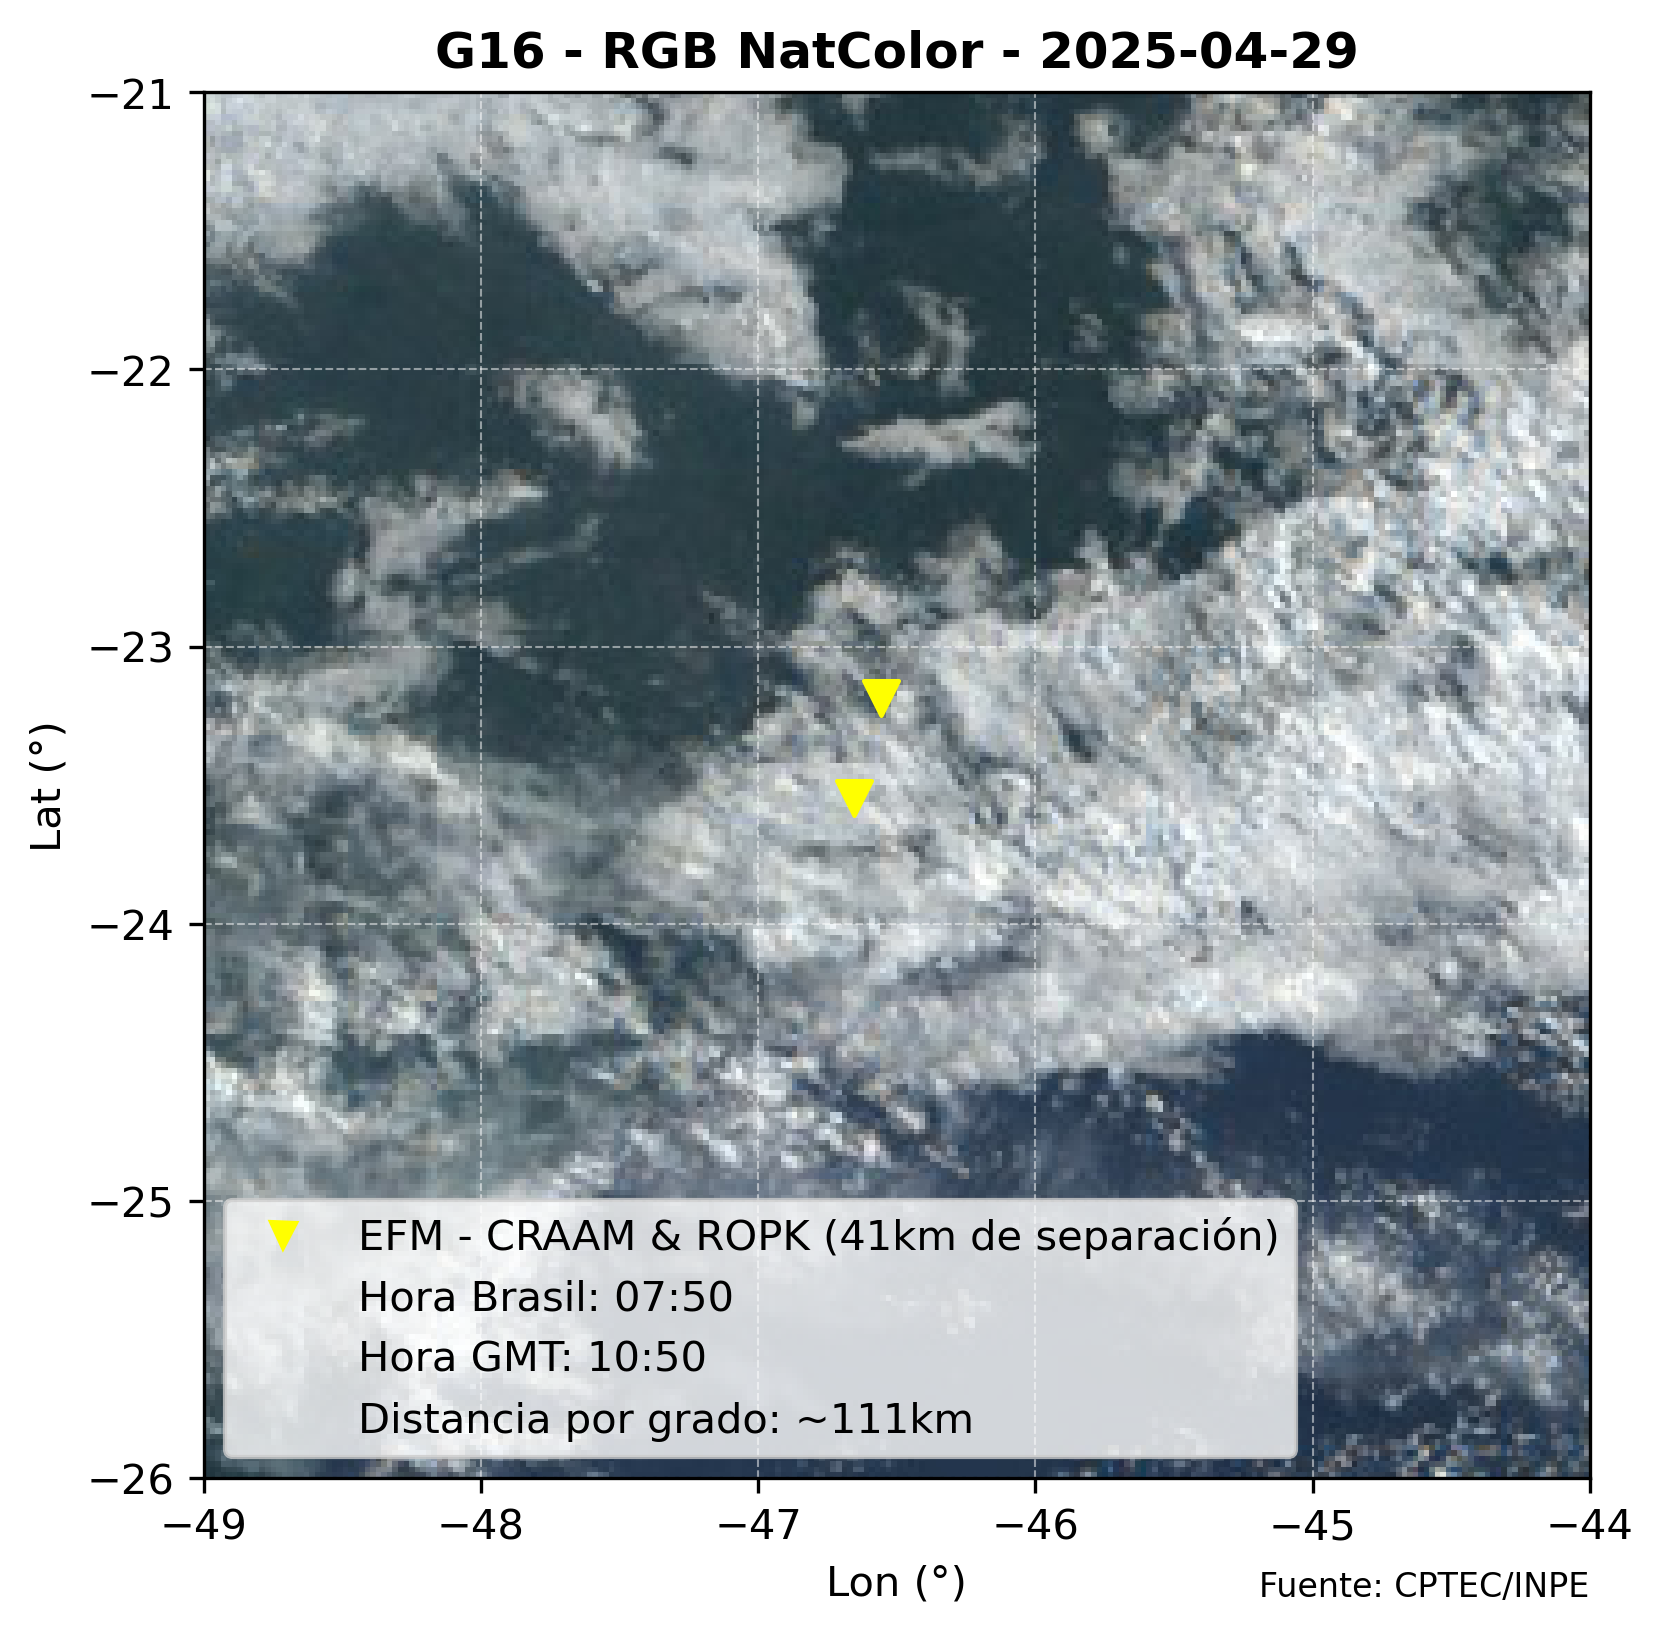 G16 - RGB NatColor - 2025-04-29
−21
−22
−23
−24
−25
−26
Lat (°)
EFM - CRAAM & ROPK (41km de separación)
Hora Brasil: 07:50
Hora GMT: 10:50
Distancia por grado: ~111km
−49 −48 −47 −46 −45 −44
Lon (°)
Fuente: CPTEC/INPE